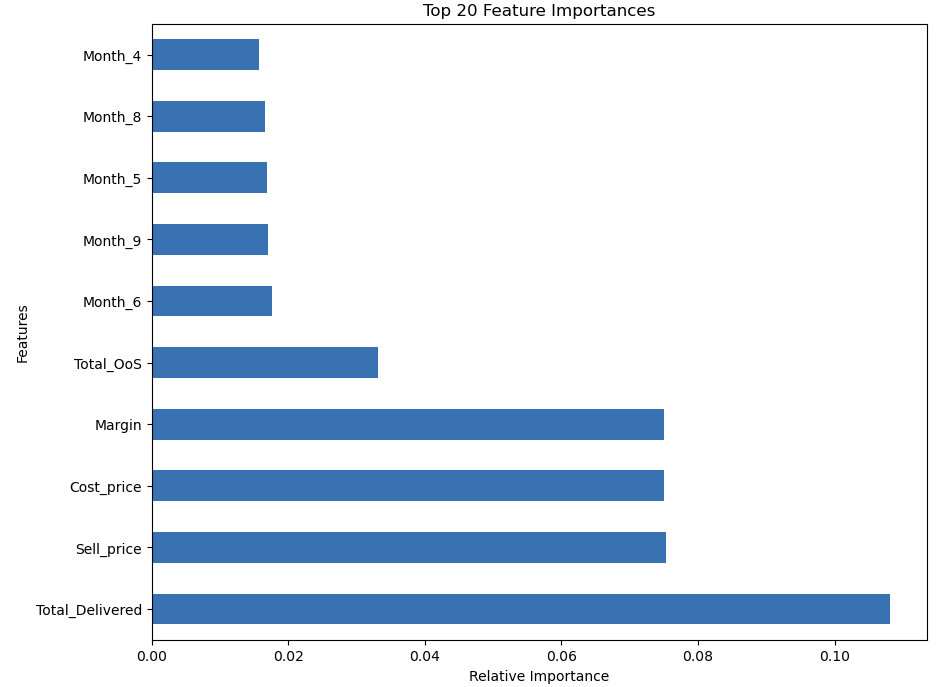 Top 20 Feature Importances
Month_4
Month_8
Month_5
Month_9
Month_6
Total_OoS
Margin
Cost_price
Sell_price
Total_Delivered
Features
0.00 0.02 0.04 0.06 0.08 0.10
Relative Importance